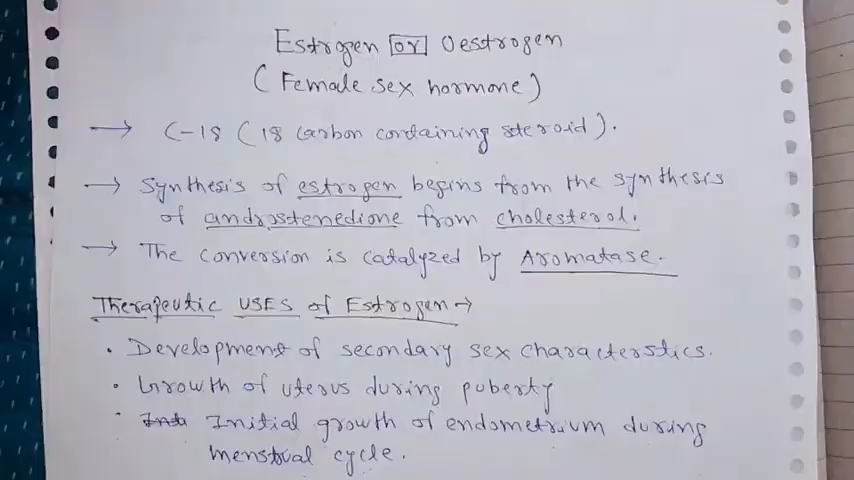 Estrogen or Oestrogen
(Female sex hormone)
→ C-18 (18 carbon containing steroid).
→ Synthesis of estrogen begins from the synthesis
of androstenedione from cholesterol.
→ The conversion is catalyzed by Aromatase.
Therapeutic USES of Estrogen→
• Development of secondary sex characterstics.
• Growth of uterus during puberty
• Initial growth of endometrium during
menstrual cycle.